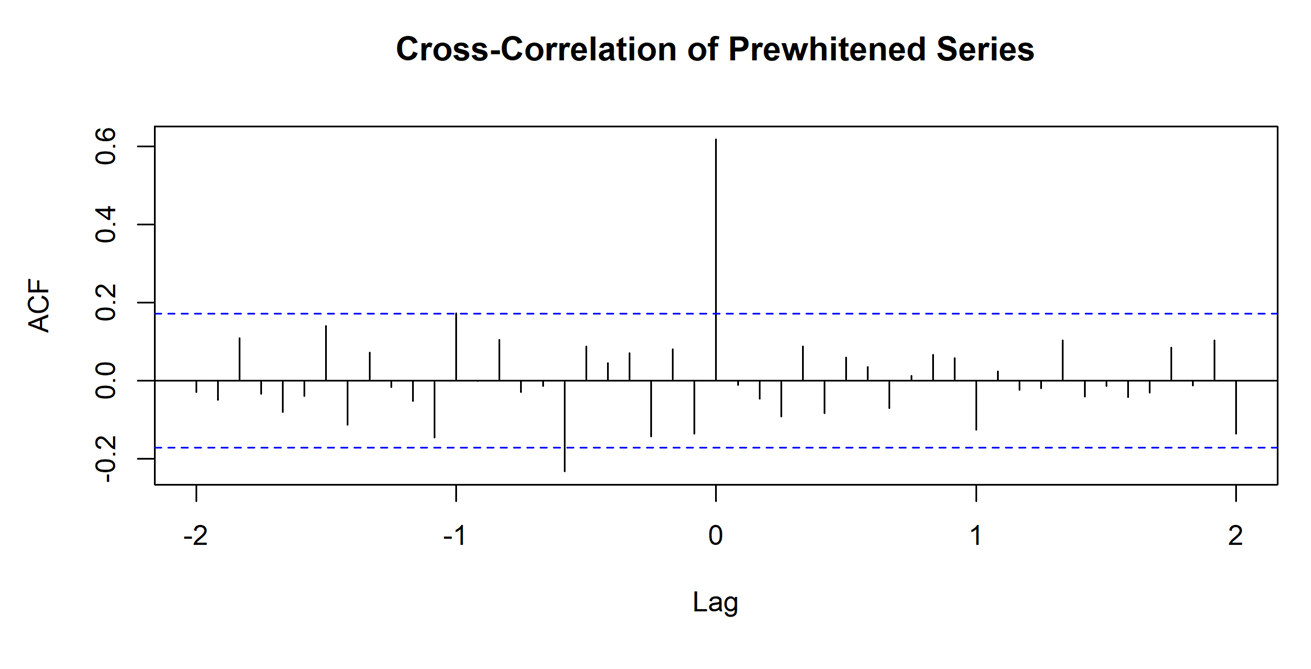 Cross-Correlation of Prewhitened Series
ACF
0.6
0.4
0.2
0.0
-0.2
-2 -1 0 1 2
Lag